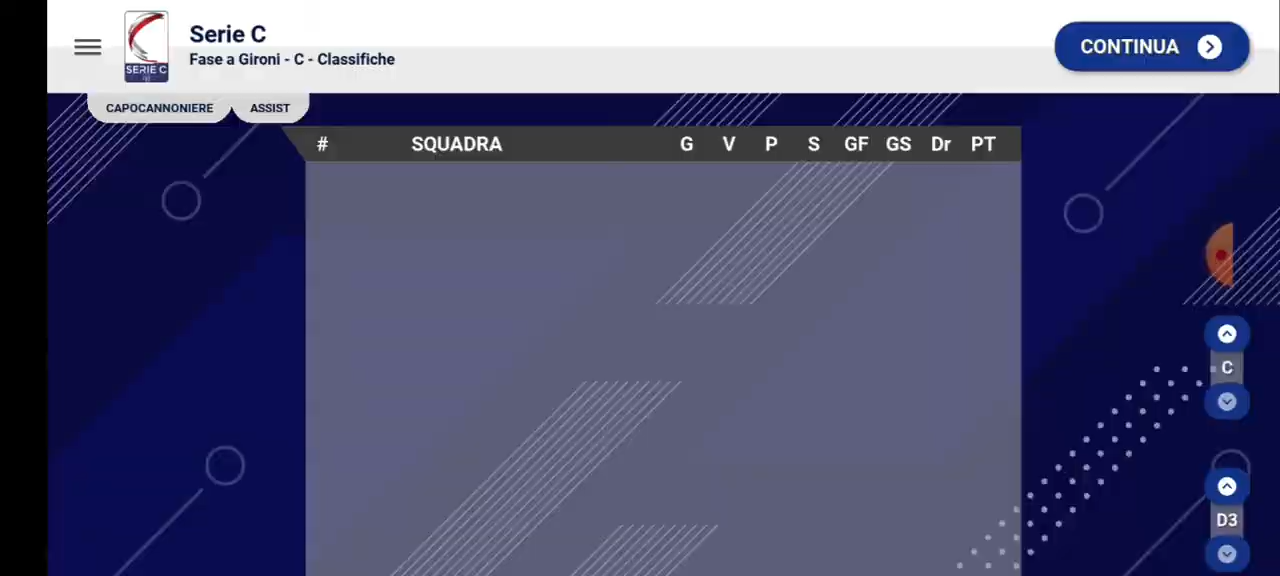 Serie C
Fase a Gironi - C - Classifiche
SERIE C
CONTINUA
CAPOCANNONIERE
ASSIST
# SQUADRA G V P S GF GS Dr PT
C
D3